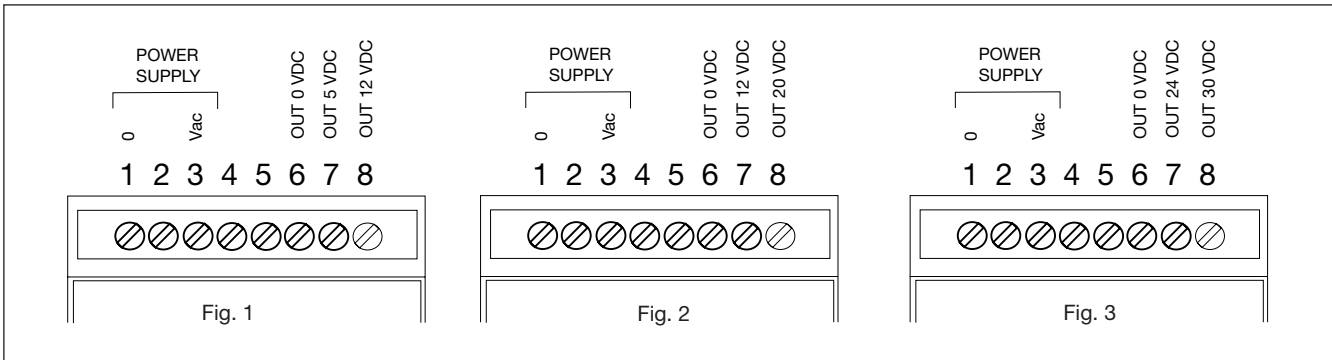 POWER
SUPPLY
0
Vac
OUT 0 VDC
OUT 5 VDC
OUT 12 VDC
1 2 3 4 5 6 7 8
Fig. 1
POWER
SUPPLY
0
Vac
OUT 0 VDC
OUT 12 VDC
OUT 20 VDC
1 2 3 4 5 6 7 8
Fig. 2
POWER
SUPPLY
0
Vac
OUT 0 VDC
OUT 24 VDC
OUT 30 VDC
1 2 3 4 5 6 7 8
Fig. 3